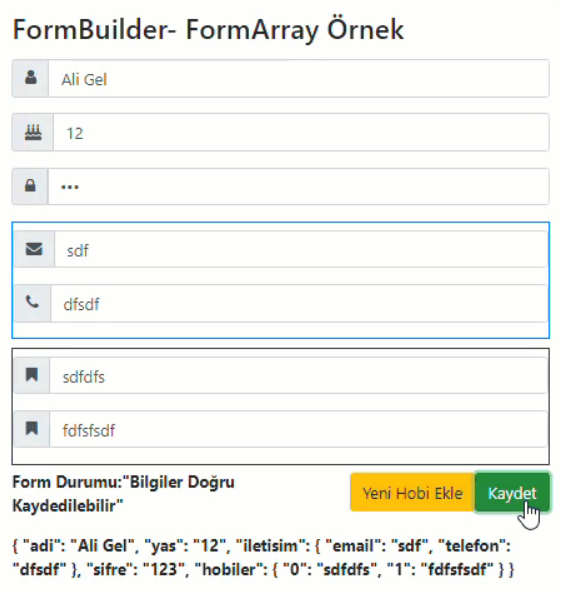 FormBuilder- FormArray Örnek
Ali Gel
12
•••
sdf
dfsdf
sdfdfs
fdfsfsdf
Form Durumu:"Bilgiler Doğru
Kaydedilebilir"
Yeni Hobi Ekle
Kaydet
{ "adi": "Ali Gel", "yas": "12", "iletisim": { "email": "sdf", "telefon":
"dfsdf" }, "sifre": "123", "hobiler": { "0": "sdfdfs", "1": "fdfsfsdf" } }